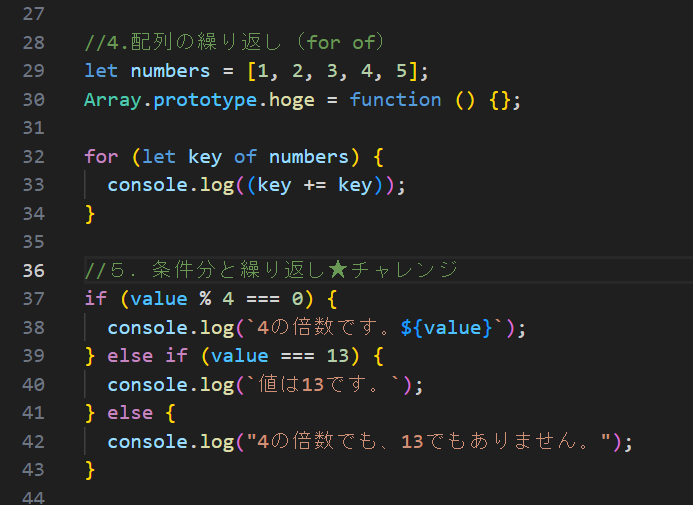 27
28 //4.配列の繰り返し（for of）
29 let numbers = [1, 2, 3, 4, 5];
30 Array.prototype.hoge = function () {};
31
32 for (let key of numbers) {
33   console.log((key += key));
34 }
35
36 //５．条件分と繰り返し★チャレンジ
37 if (value % 4 === 0) {
38   console.log(`4の倍数です。${value}`);
39 } else if (value === 13) {
40   console.log(`値は13です。`);
41 } else {
42   console.log("4の倍数でも、13でもありません。");
43 }
44